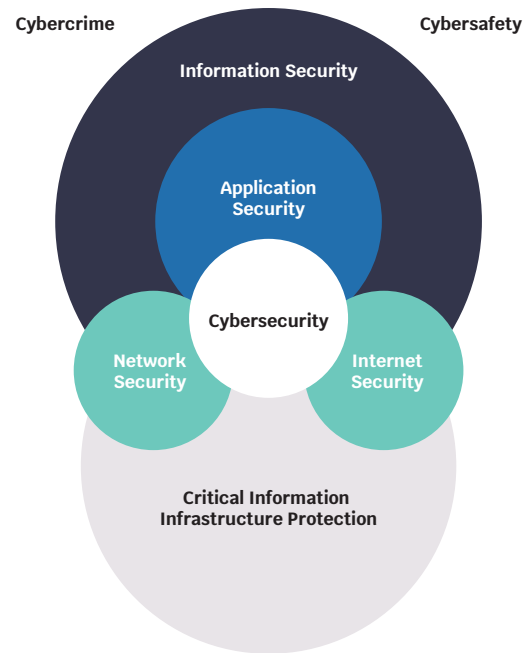 Cybercrime
Cybersafety
Information Security
Application
Security
Cybersecurity
Network
Security
Internet
Security
Critical Information
Infrastructure Protection